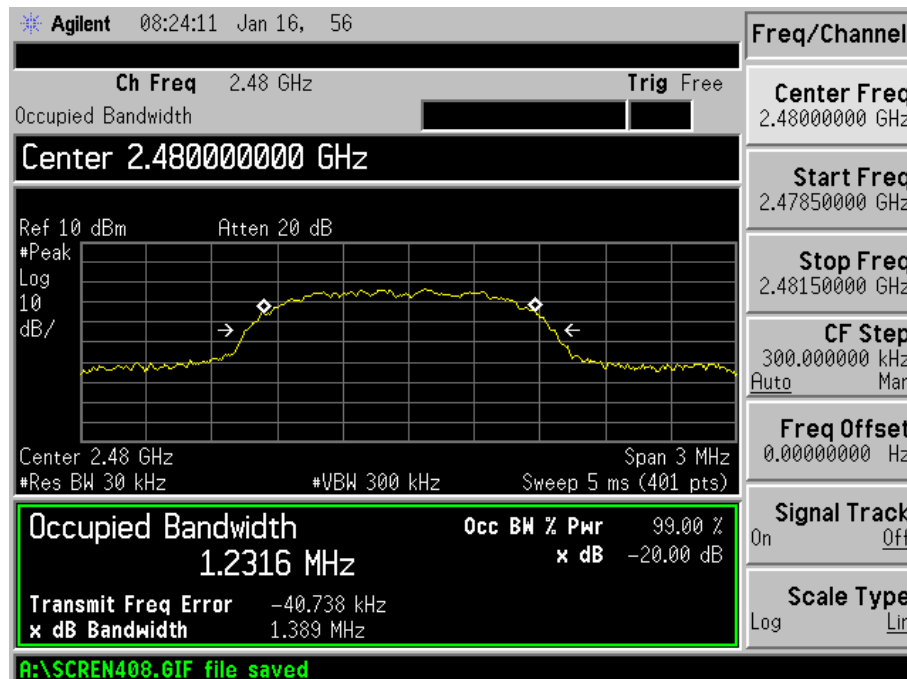 Agilent 08:24:11 Jan 16, 56
Freq/Channel
Ch Freq 2.48 GHz Trig Free
Occupied Bandwidth
Center 2.480000000 GHz
Ref 10 dBm Atten 20 dB
#Peak
Log
10
dB/
Center 2.48 GHz Span 3 MHz
#Res BW 30 kHz #VBW 300 kHz Sweep 5 ms (401 pts)
Occupied Bandwidth
1.2316 MHz
Occ BW % Pwr 99.00 %
x dB -20.00 dB
Transmit Freq Error -40.738 kHz
x dB Bandwidth 1.389 MHz
A:\SCREN408.GIF file saved
Center Freq
2.48000000 GHz
Start Freq
2.47850000 GHz
Stop Freq
2.48150000 GHz
CF Step
300.000000 kHz
Auto Man
Freq Offset
0.00000000 Hz
Signal Track
On Off
Scale Type
Log Lin